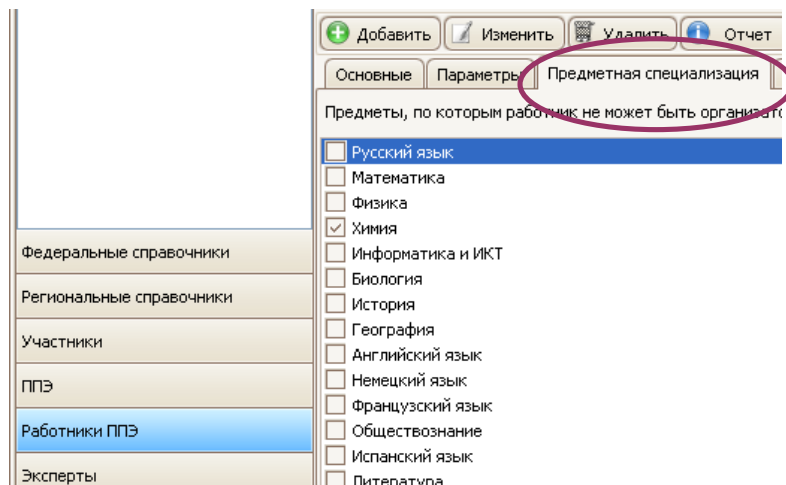 Добавить Изменить Удалить Отчет
Основные Параметры Предметная специализация
Предметы, по которым работник не может быть организато
Русский язык
Математика
Физика
Химия
Информатика и ИКТ
Биология
История
География
Английский язык
Немецкий язык
Французский язык
Обществознание
Испанский язык
Литература
Федеральные справочники
Региональные справочники
Участники
ППЭ
Работники ППЭ
Эксперты